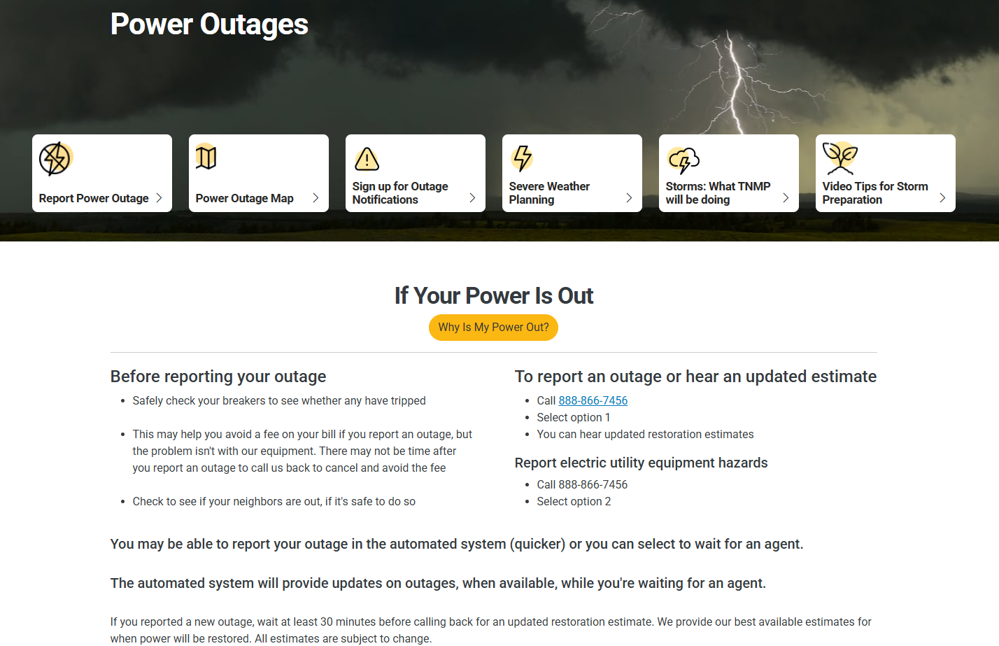 Power Outages
Report Power Outage
Power Outage Map
Sign up for Outage
Notifications
Severe Weather
Planning
Storms: What TNMP
will be doing
Video Tips for Storm
Preparation
If Your Power Is Out
Why Is My Power Out?
Before reporting your outage
Safely check your breakers to see whether any have tripped
This may help you avoid a fee on your bill if you report an outage, but
the problem isn't with our equipment. There may not be time after
you report an outage to call us back to cancel and avoid the fee
Check to see if your neighbors are out, if it's safe to do so
To report an outage or hear an updated estimate
Call 888-866-7456
Select option 1
You can hear updated restoration estimates
Report electric utility equipment hazards
Call 888-866-7456
Select option 2
You may be able to report your outage in the automated system (quicker) or you can select to wait for an agent.
The automated system will provide updates on outages, when available, while you're waiting for an agent.
If you reported a new outage, wait at least 30 minutes before calling back for an updated restoration estimate. We provide our best available estimates for
when power will be restored. All estimates are subject to change.